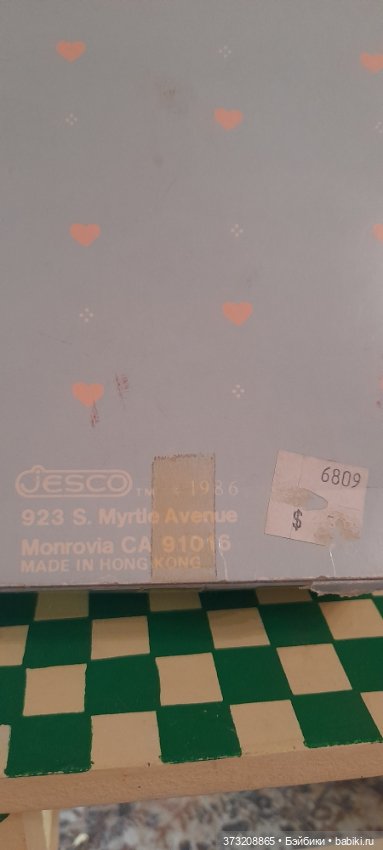 JESCO TM © 1986
923 S. Myrtle Avenue
Monrovia CA 91016
MADE IN HONG KONG
6809
$
373208865 • Бэйбики • babiki.ru